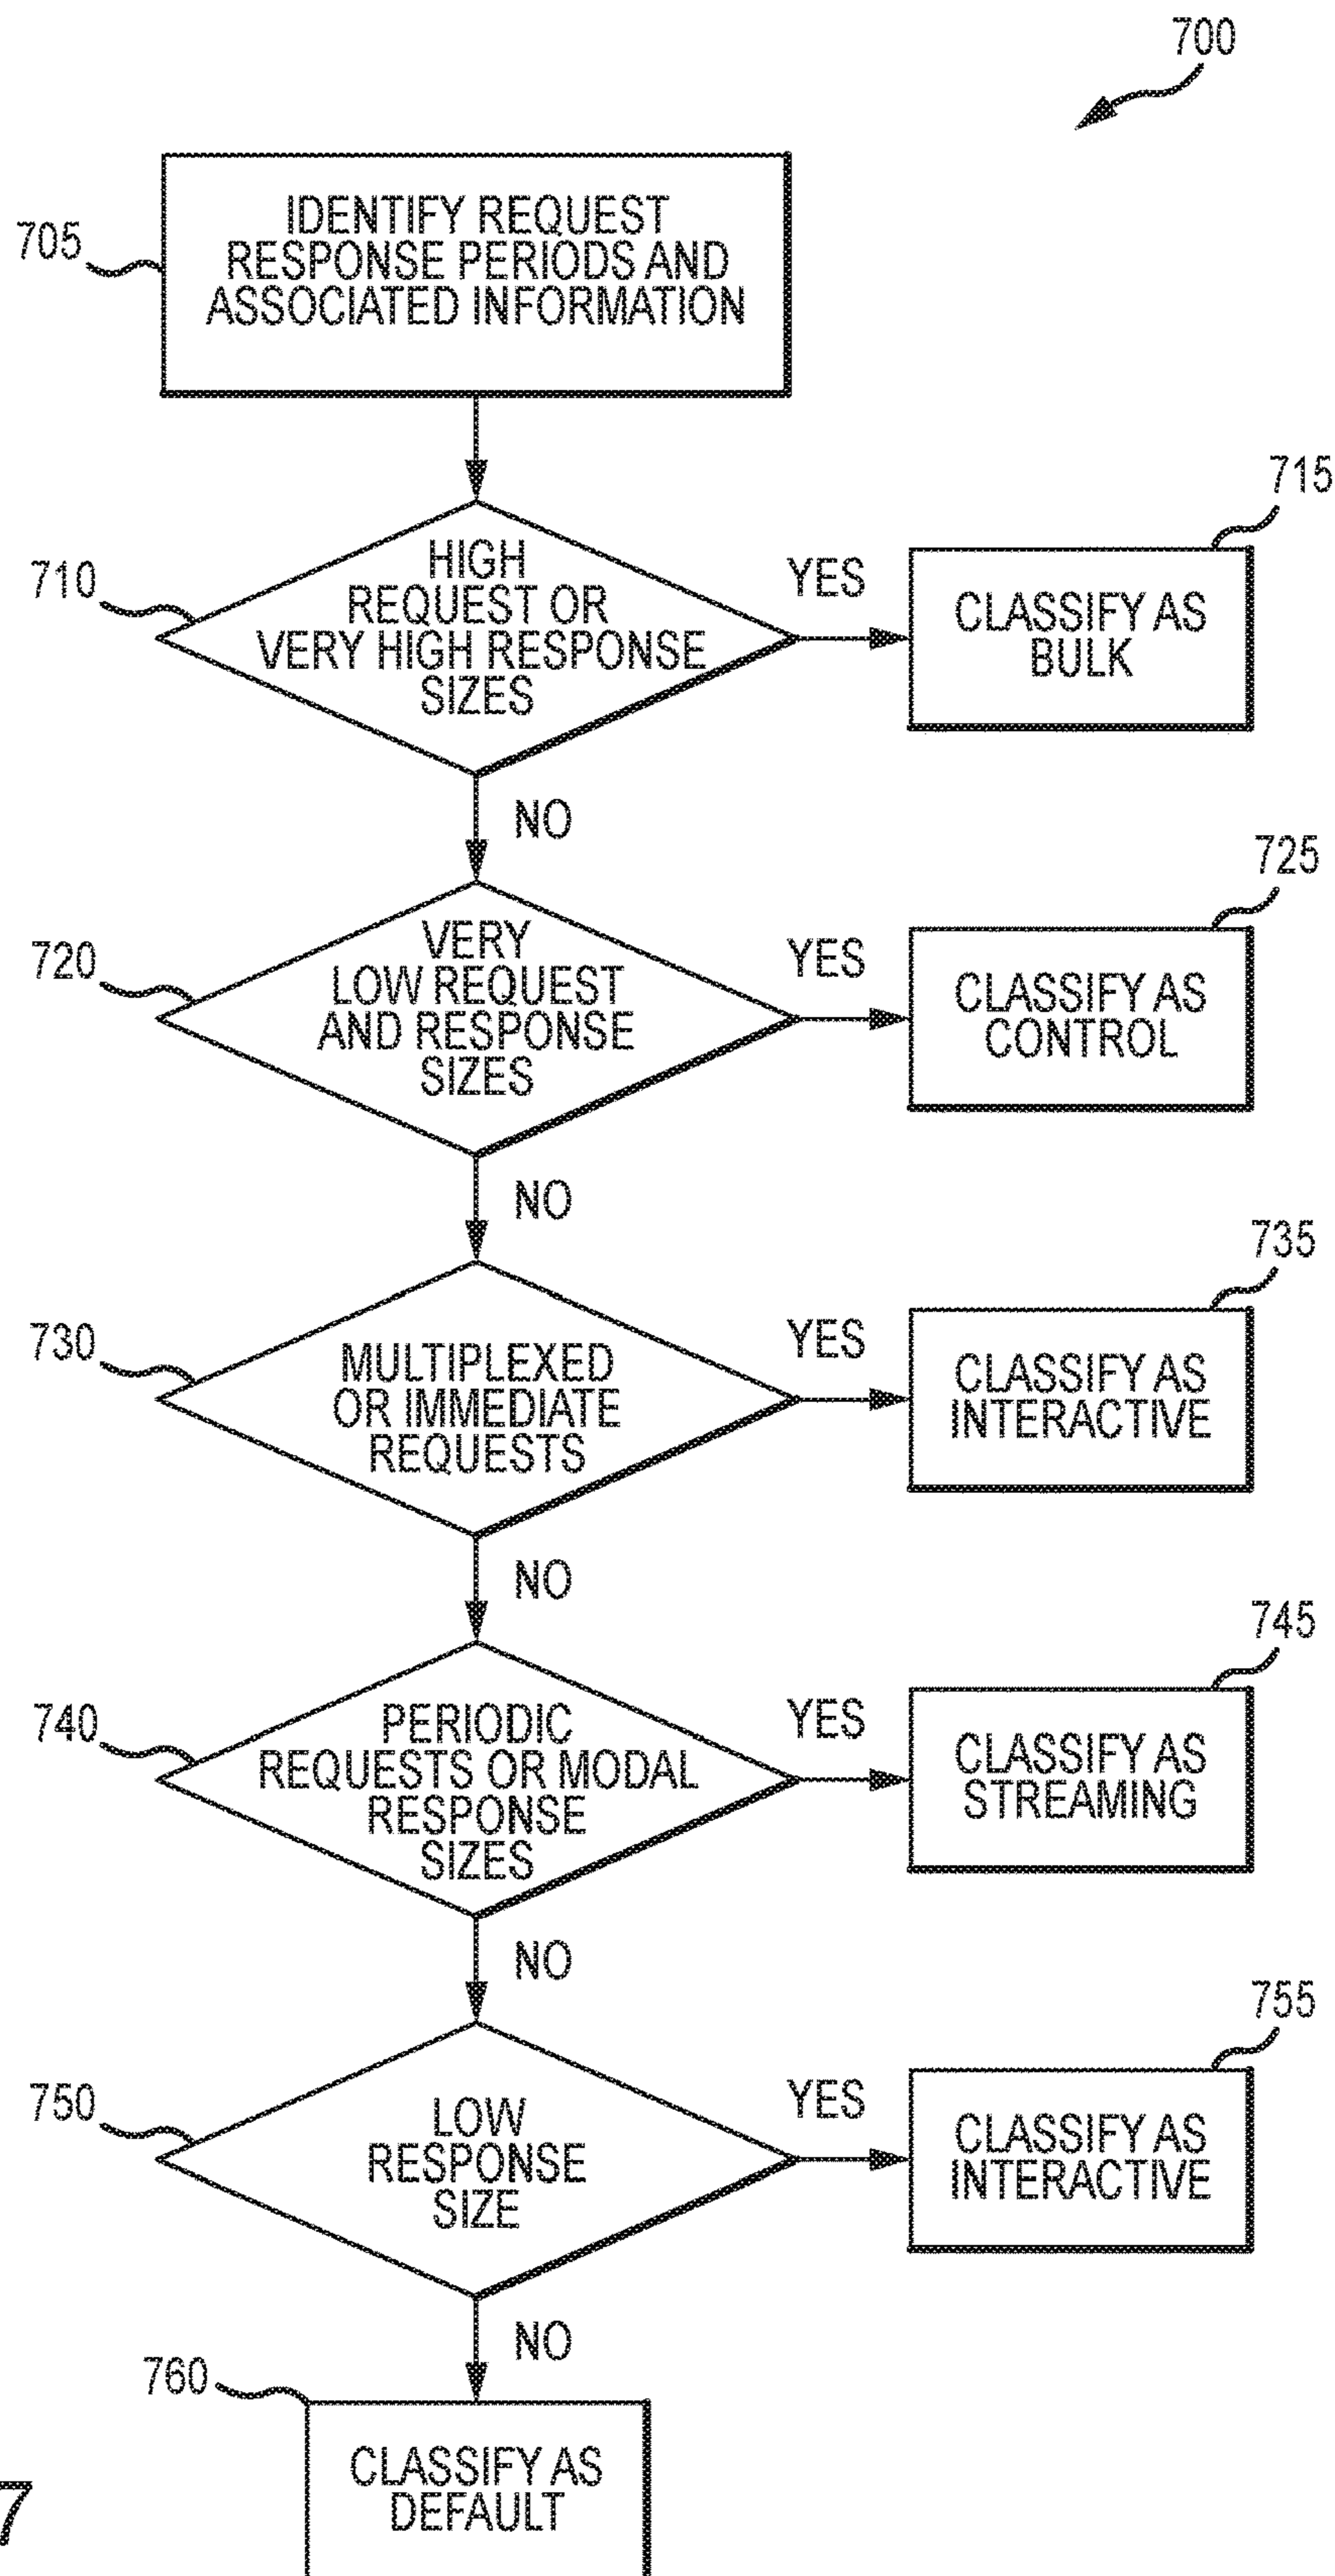 700
705
IDENTIFY REQUEST
RESPONSE PERIODS AND
ASSOCIATED INFORMATION
710
HIGH
REQUEST OR
VERY HIGH RESPONSE
SIZES
YES
715
CLASSIFY AS
BULK
NO
720
VERY
LOW REQUEST
AND RESPONSE
SIZES
YES
725
CLASSIFY AS
CONTROL
NO
730
MULTIPLEXED
OR IMMEDIATE
REQUESTS
YES
735
CLASSIFY AS
INTERACTIVE
NO
740
PERIODIC
REQUESTS OR MODAL
RESPONSE
SIZES
YES
745
CLASSIFY AS
STREAMING
NO
750
LOW
RESPONSE
SIZE
YES
755
CLASSIFY AS
INTERACTIVE
NO
760
CLASSIFY AS
DEFAULT
7